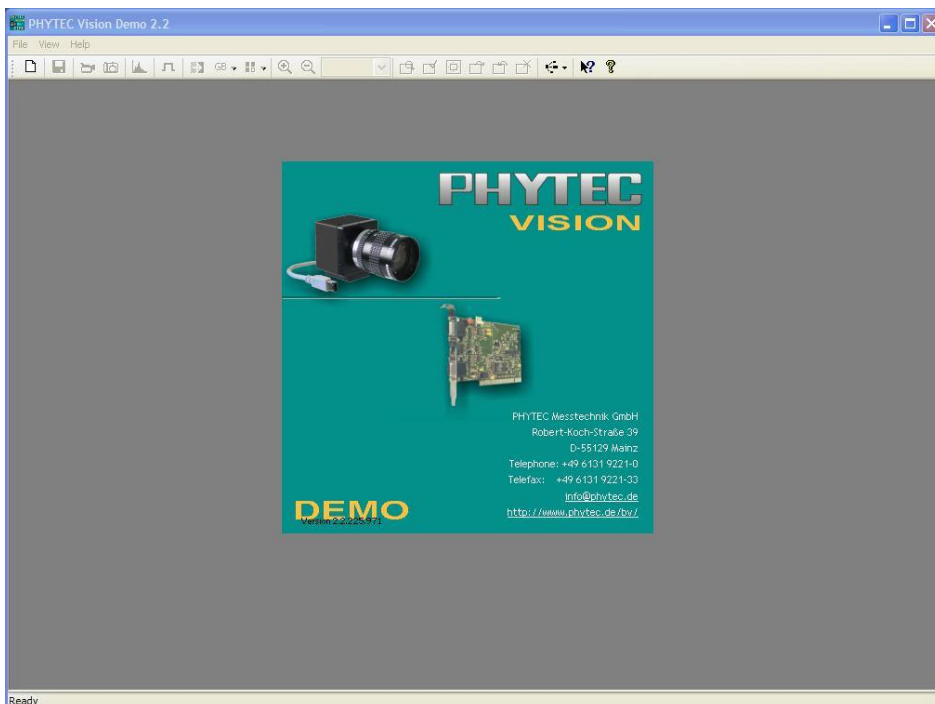 PHYTEC Vision Demo 2.2
File View Help
GB
PHYTEC
VISION
PHYTEC Messtechnik GmbH
Robert-Koch-Straße 39
D-55129 Mainz
Telephone: +49 6131 9221-0
Telefax: +49 6131 9221-33
info@phytec.de
http://www.phytec.de/bv/
DEMO
Version 2.2.225.971
Ready